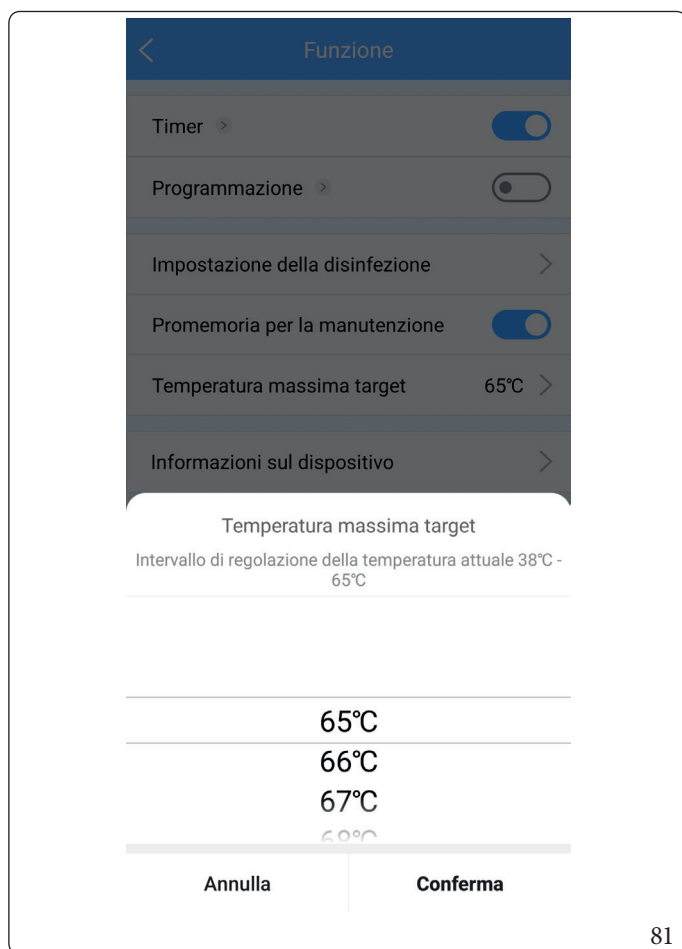 Funzione
Timer
Programmazione
Impostazione della disinfezione
Promemoria per la manutenzione
Temperatura massima target 65℃
Informazioni sul dispositivo
Temperatura massima target
Intervallo di regolazione della temperatura attuale 38℃ -
65℃
65℃
66℃
67℃
68℃
Annulla Conferma
81